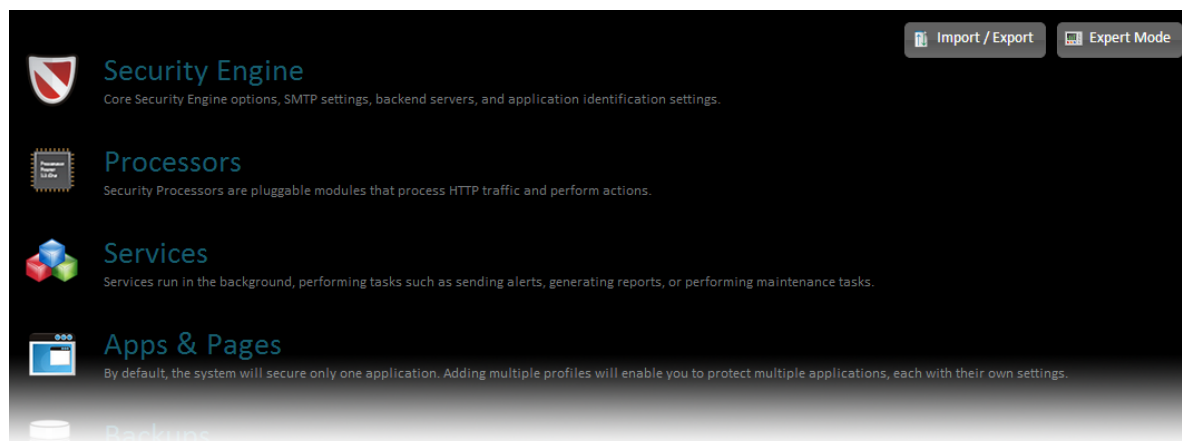 Import / Export
Expert Mode
Security Engine
Core Security Engine options, SMTP settings, backend servers, and application identification settings.
Processors
Security Processors are pluggable modules that process HTTP traffic and perform actions.
Services
Services run in the background, performing tasks such as sending alerts, generating reports, or performing maintenance tasks.
Apps & Pages
By default, the system will secure only one application. Adding multiple profiles will enable you to protect multiple applications, each with their own settings.
Backups